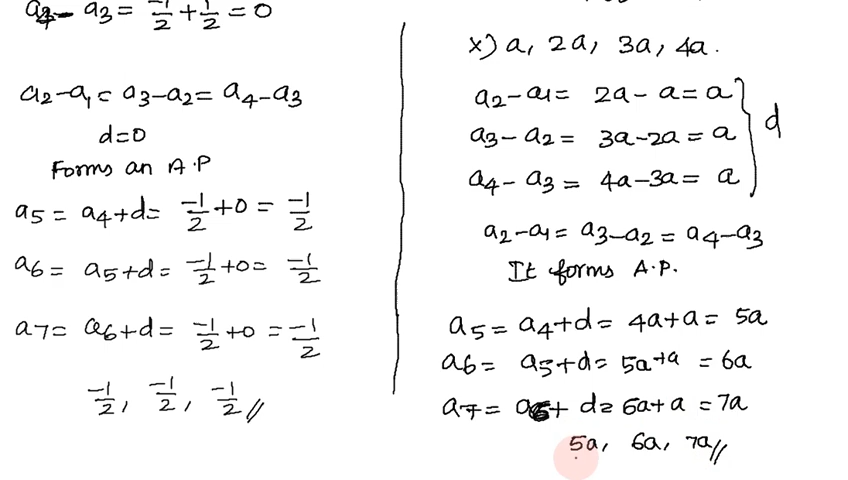 a4 - a3 = -1/2 + 1/2 = 0
a2-a1 = a3-a2 = a4-a3
d=0
Forms an A.P
a5 = a4+d = -1/2 + 0 = -1/2
a6 = a5+d = -1/2 + 0 = -1/2
a7 = a6+d = -1/2 + 0 = -1/2
-1/2, -1/2, -1/2 //
x) a, 2a, 3a, 4a.
a2-a1 = 2a-a = a
a3-a2 = 3a-2a = a } d
a4-a3 = 4a-3a = a
a2-a1 = a3-a2 = a4-a3
It forms A.P.
a5 = a4+d = 4a+a = 5a
a6 = a5+d = 5a+a = 6a
a7 = a6+d = 6a+a = 7a
5a, 6a, 7a //